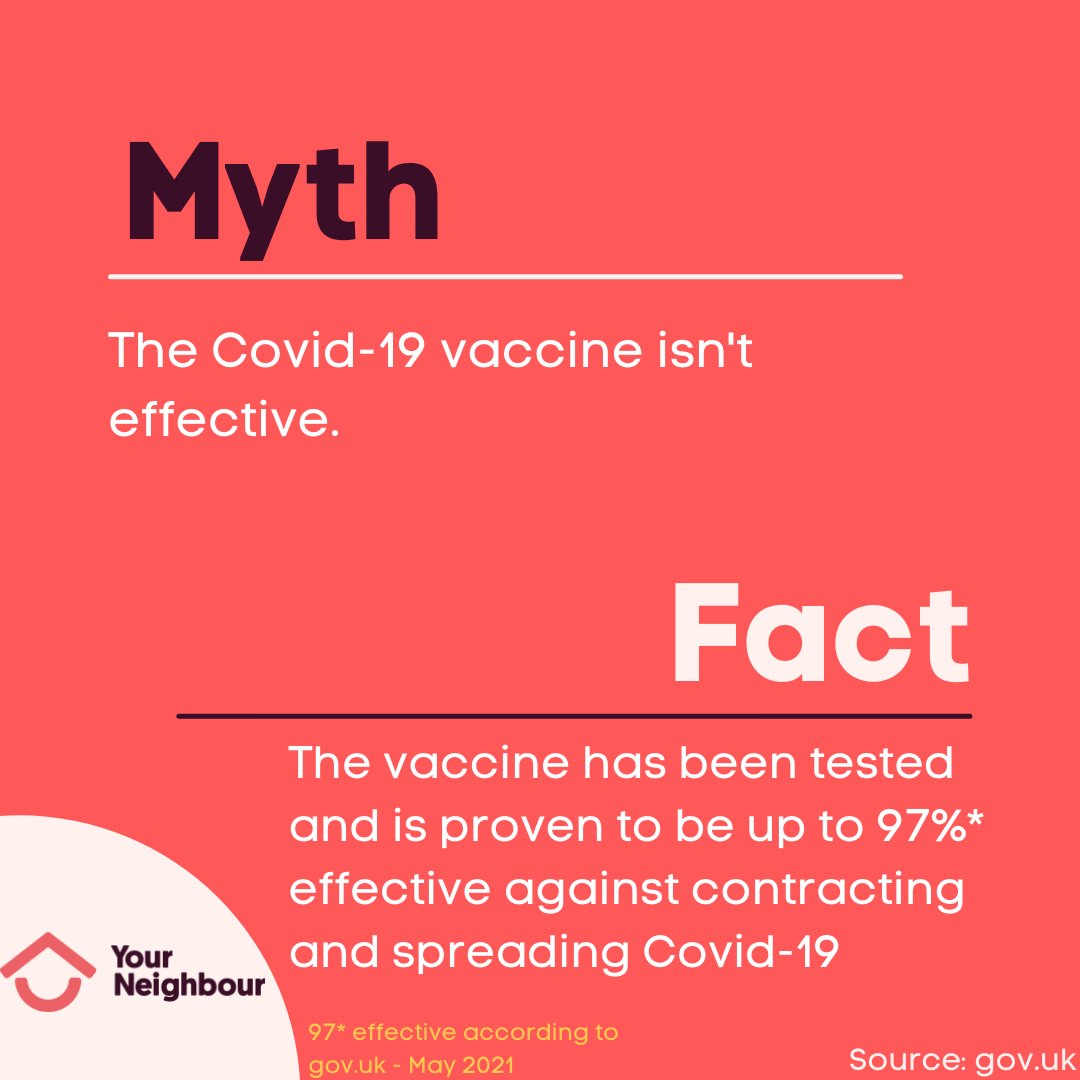 Myth
The Covid-19 vaccine isn't
effective.
Fact
The vaccine has been tested
and is proven to be up to 97%*
effective against contracting
and spreading Covid-19
Your
Neighbour
97* effective according to
gov.uk - May 2021
Source: gov.uk